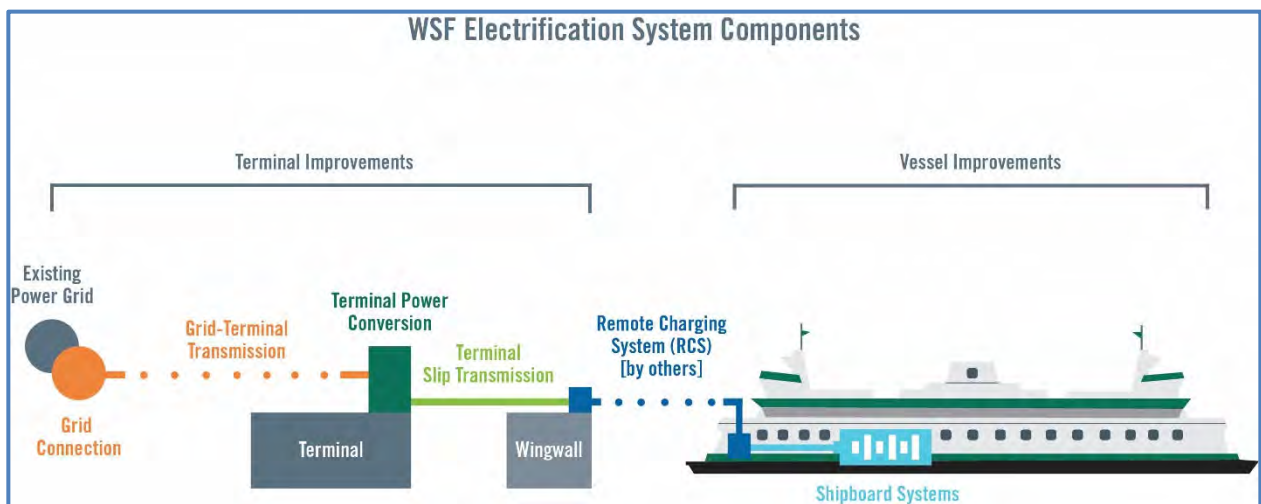 WSF Electrification System Components
Terminal Improvements
Vessel Improvements
Existing
Power Grid
Grid-Terminal
Transmission
Grid
Connection
Terminal Power
Conversion
Terminal
Slip Transmission
Remote Charging
System (RCS)
[by others]
Terminal
Wingwall
Shipboard Systems